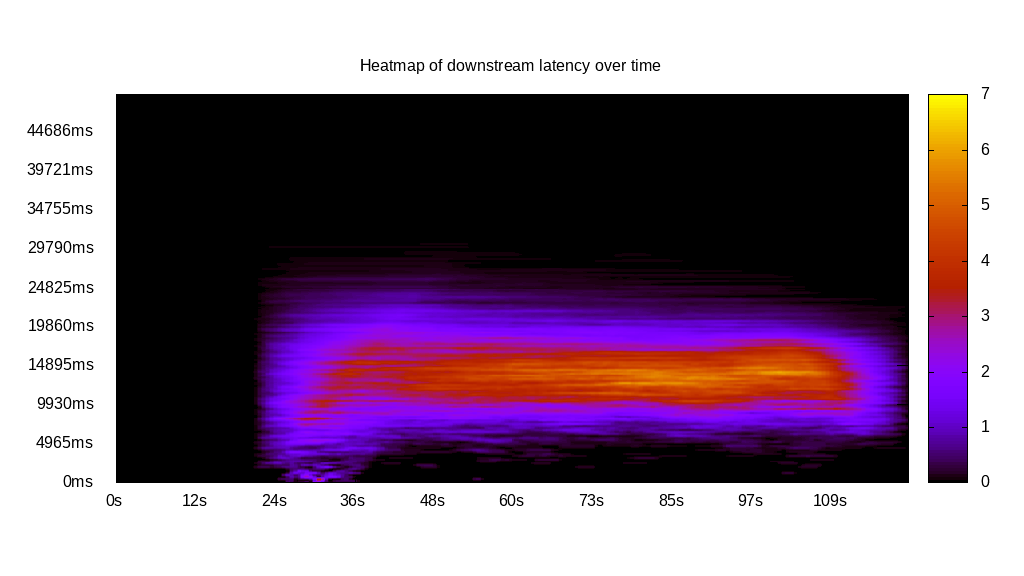 Heatmap of downstream latency over time
44686ms
39721ms
34755ms
29790ms
24825ms
19860ms
14895ms
9930ms
4965ms
0ms
0s 12s 24s 36s 48s 60s 73s 85s 97s 109s
7
6
5
4
3
2
1
0